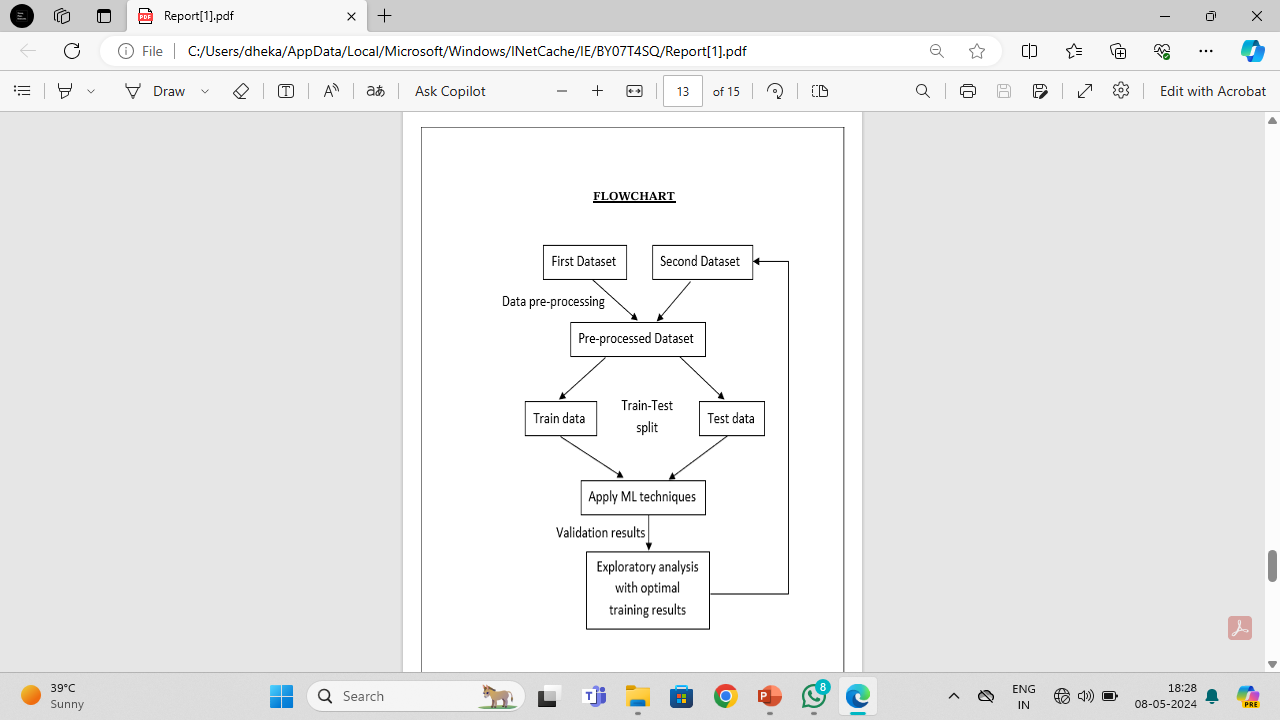 Report[1].pdf
File
C:/Users/dheka/AppData/Local/Microsoft/Windows/INetCache/IE/BY07T4SQ/Report[1].pdf
Draw
Ask Copilot
13 of 15
Edit with Acrobat
FLOWCHART
First Dataset
Second Dataset
Data pre-processing
Pre-processed Dataset
Train-Test
split
Train data
Test data
Apply ML techniques
Validation results
Exploratory analysis
with optimal
training results
39°C
Sunny
Search
8
ENG
IN
18:28
08-05-2024
PRE